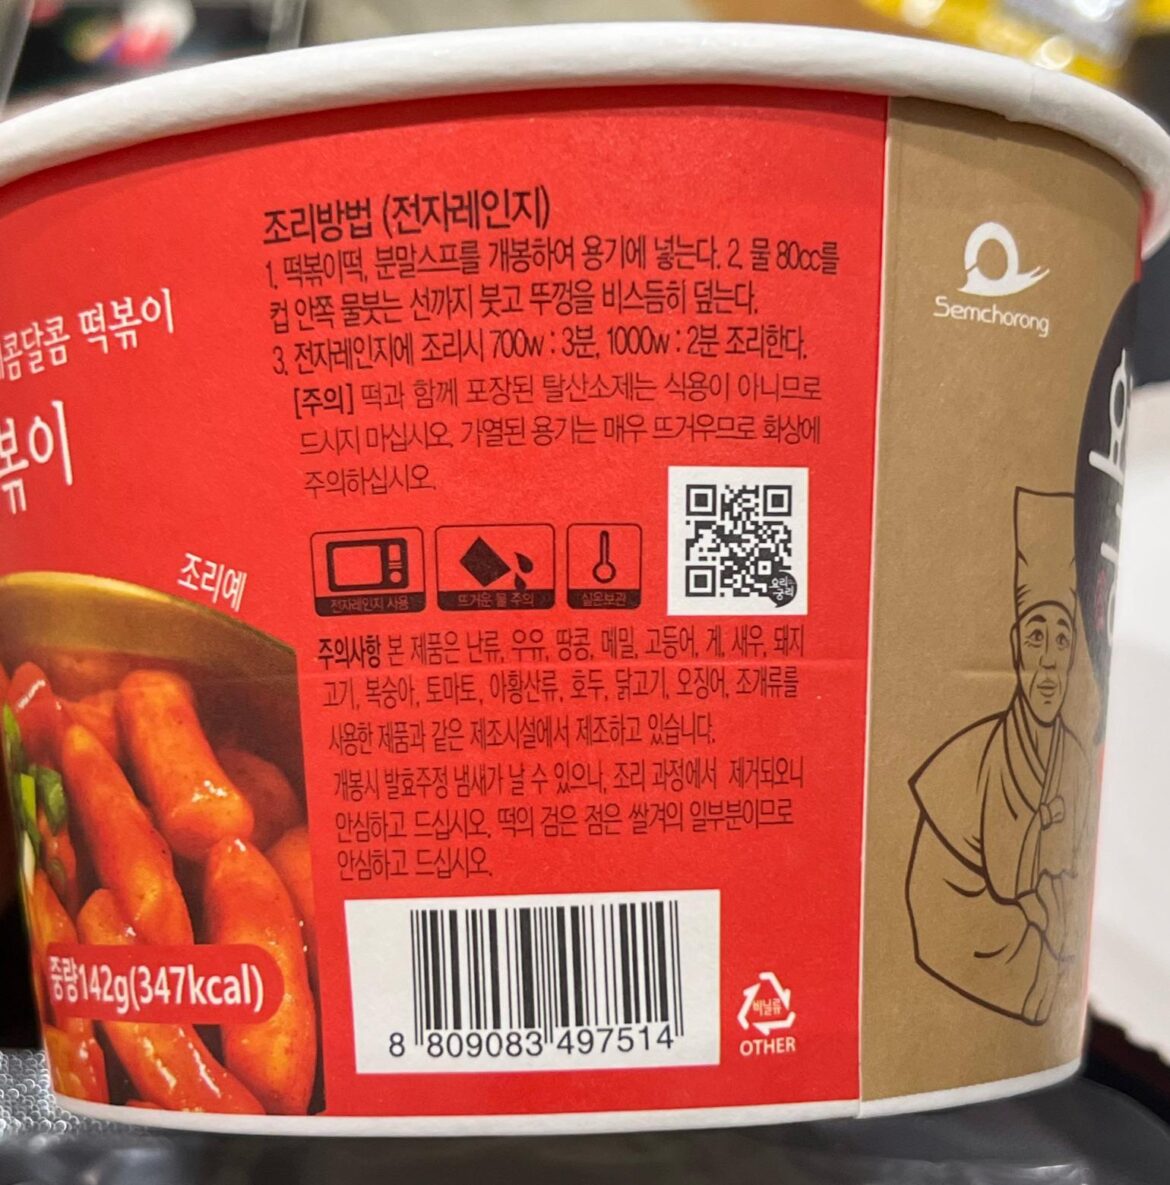 조리방법 (전자레인지)
1. 떡볶이떡, 분말스프를 개봉하여 용기에 넣는다. 2. 물 80cc를
컵 안쪽 물붓는 선까지 붓고 뚜껑을 비스듬히 덮는다.
3. 전자레인지에 조리시 700w : 3분, 1000w : 2분 조리한다.
[주의] 떡과 함께 포장된 탈산소제는 식용이 아니므로
드시지 마십시오. 가열된 용기는 매우 뜨거우므로 화상에
주의하십시오.
콤달콤 떡볶이
볶이
조리예
전자레인지 사용
뜨거운 물 주의
실온보관
요리는
궁리
주의사항 본 제품은 난류, 우유, 땅콩, 메밀, 고등어, 게, 새우, 돼지
고기, 복숭아, 토마토, 아황산류, 호두, 닭고기, 오징어, 조개류를
사용한 제품과 같은 제조시설에서 제조하고 있습니다.
개봉시 발효주정 냄새가 날 수 있으나, 조리 과정에서 제거되오니
안심하고 드십시오. 떡의 검은 점은 쌀겨의 일부분이므로
안심하고 드십시오.
중량142g(347kcal)
8 809083 497514
비닐류
OTHER
Semchorong